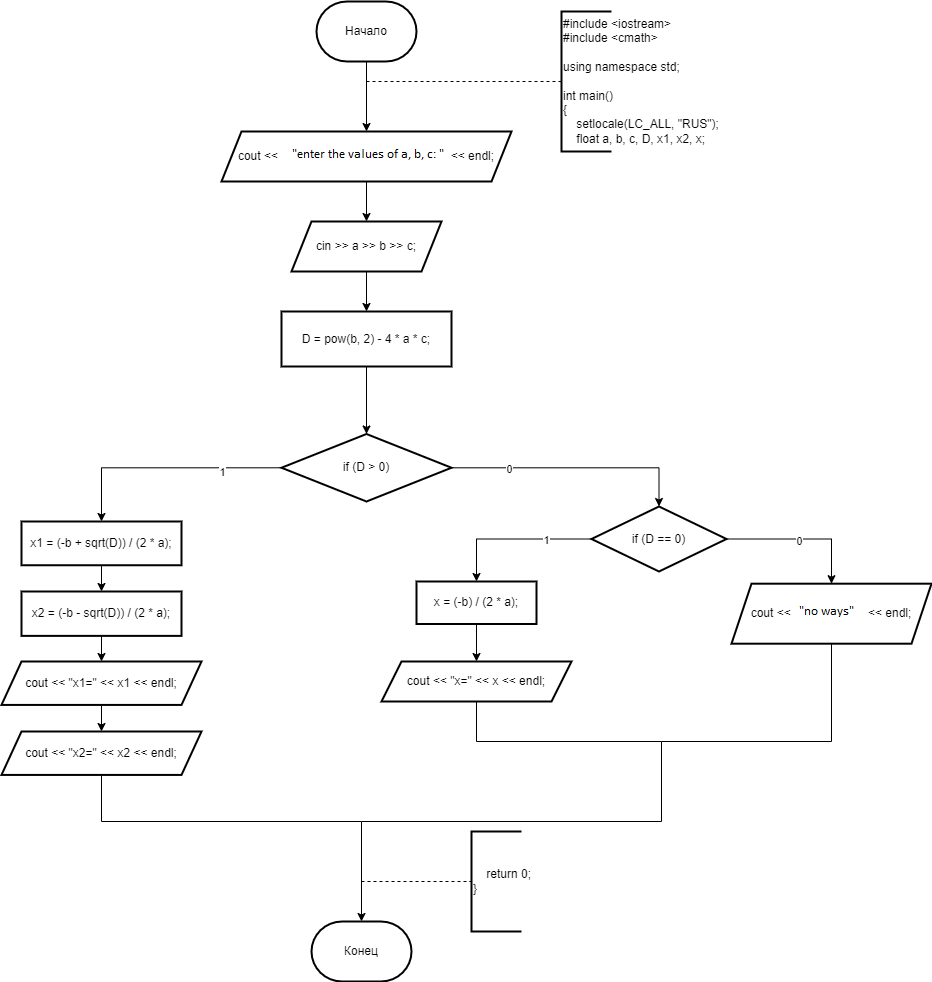 Начало
#include <iostream>
#include <cmath>
using namespace std;
int main()
{
setlocale(LC_ALL, "RUS");
float a, b, c, D, x1, x2, x;
cout << "enter the values of a, b, c: " << endl;
cin >> a >> b >> c;
D = pow(b, 2) - 4 * a * c;
if (D > 0)
1
0
x1 = (-b + sqrt(D)) / (2 * a);
x2 = (-b - sqrt(D)) / (2 * a);
cout << "x1=" << x1 << endl;
cout << "x2=" << x2 << endl;
if (D == 0)
1
0
x = (-b) / (2 * a);
cout << "x=" << x << endl;
cout << "no ways" << endl;
return 0;
}
Конец